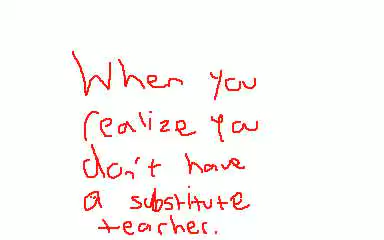 When you
realize you
don't have
a substitute
teacher.